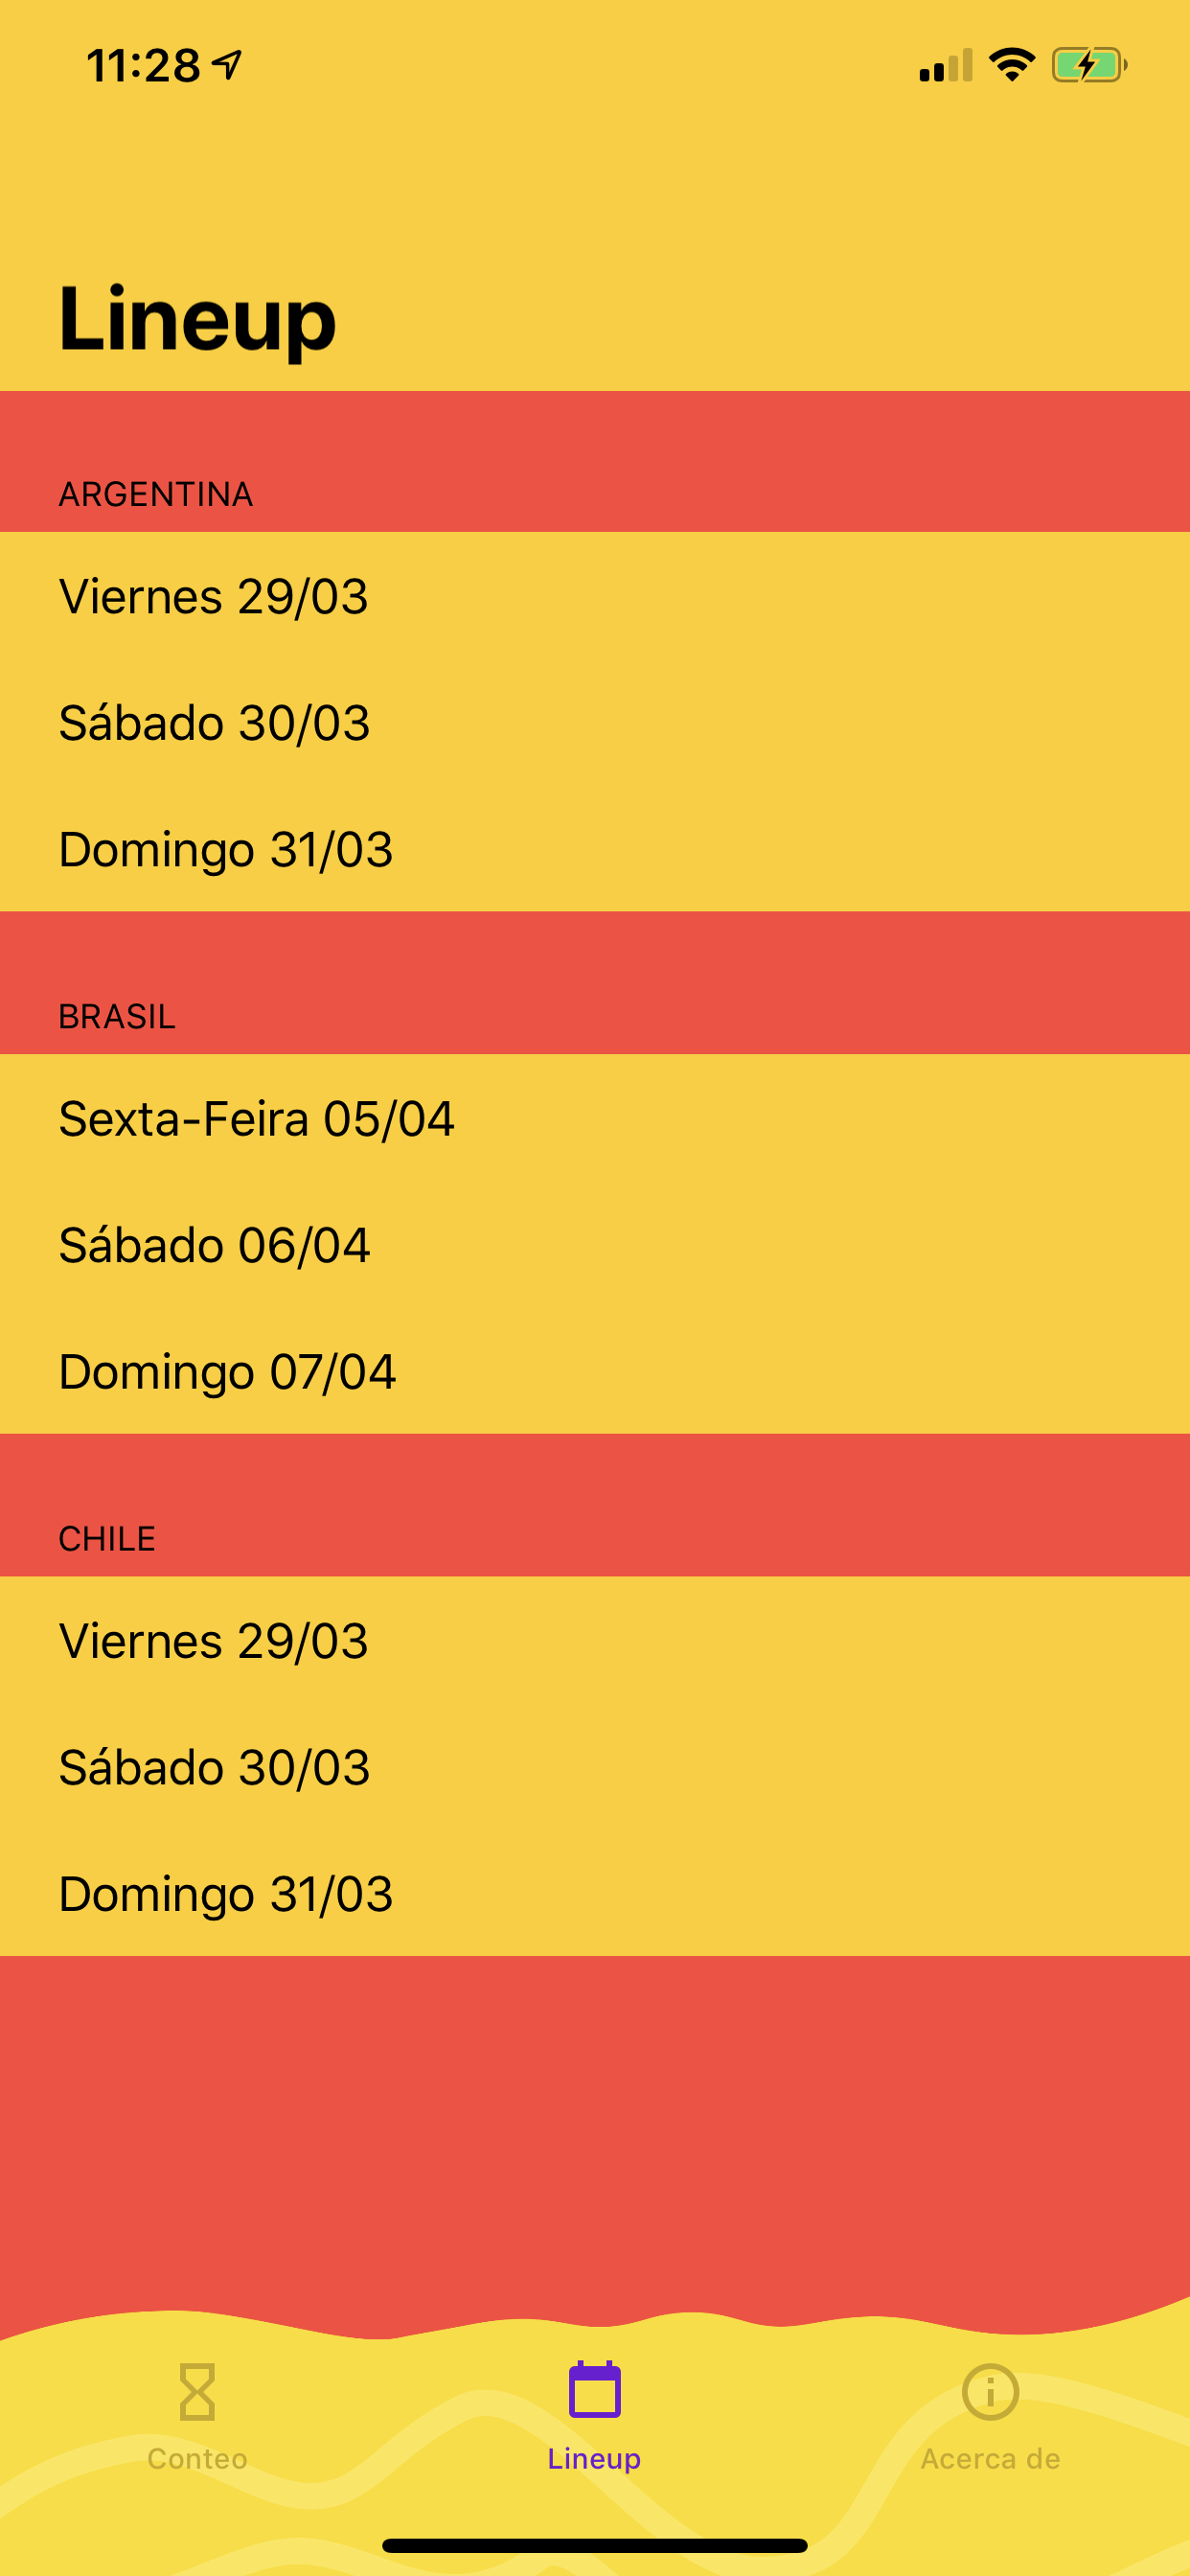 11:28
Lineup
ARGENTINA
Viernes 29/03
Sábado 30/03
Domingo 31/03
BRASIL
Sexta-Feira 05/04
Sábado 06/04
Domingo 07/04
CHILE
Viernes 29/03
Sábado 30/03
Domingo 31/03
Conteo Lineup Acerca de